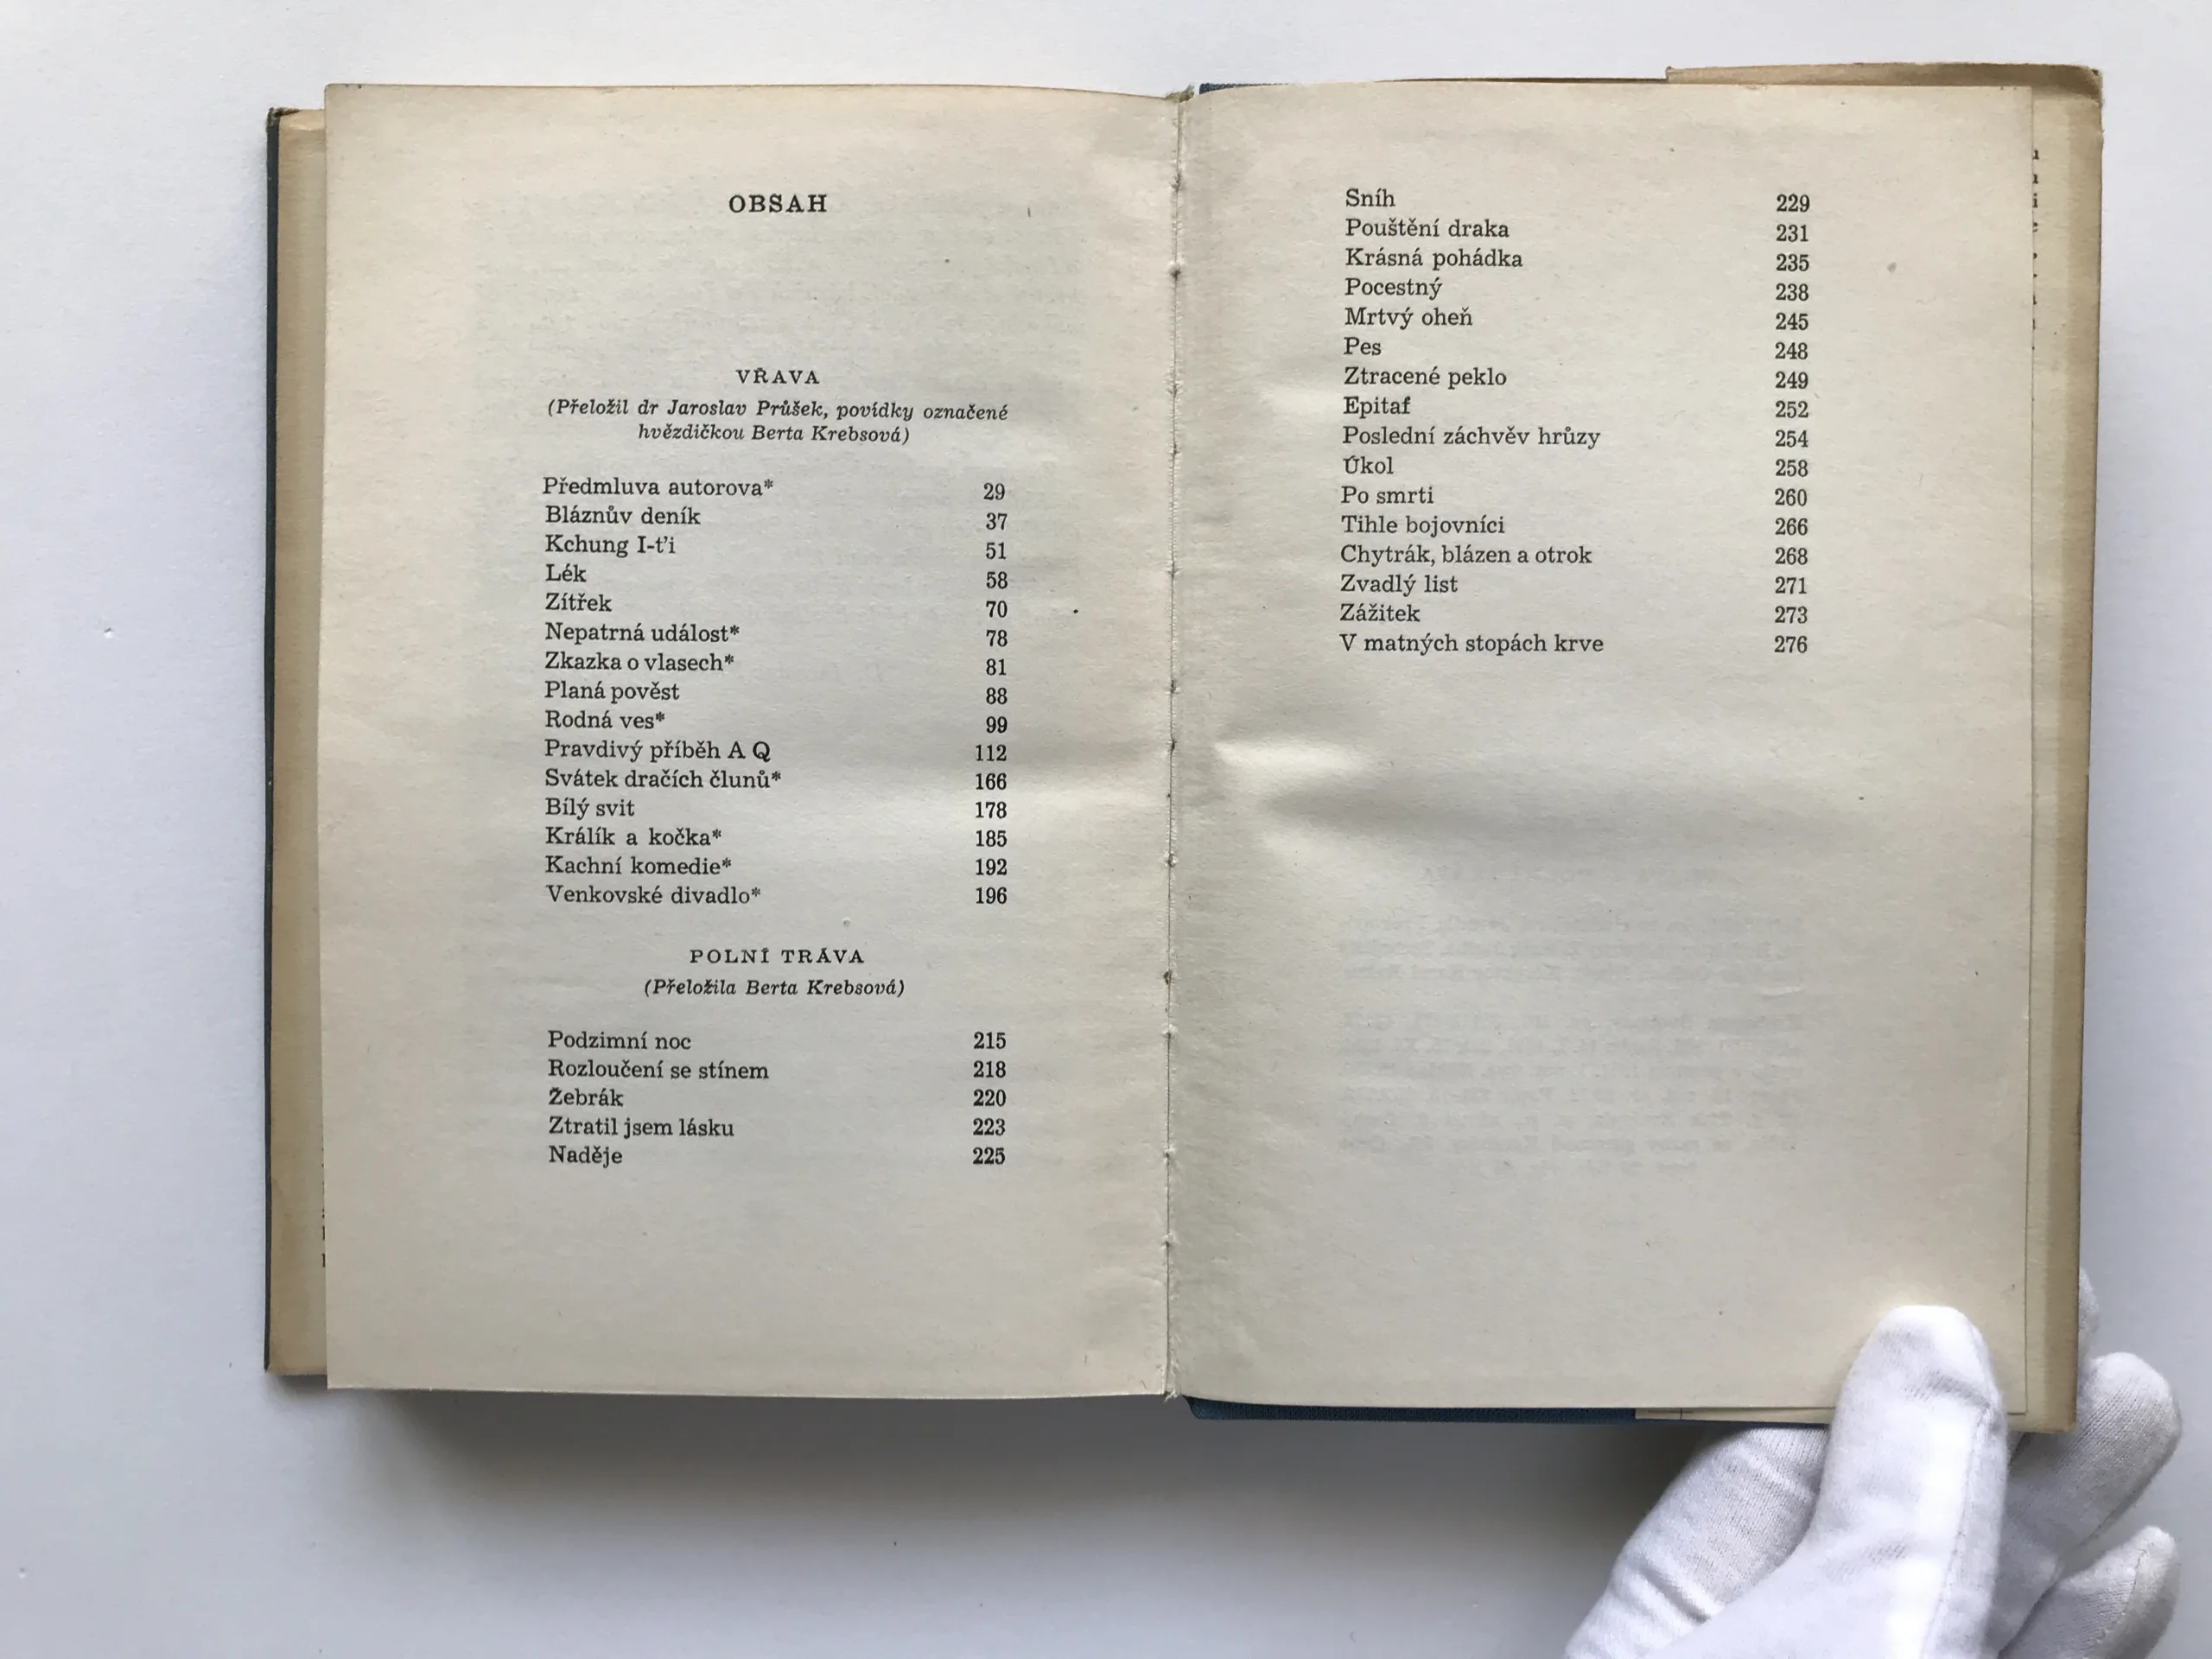 OBSAH
VŘAVA
(Přeložil dr Jaroslav Průšek, povídky označené
hvězdičkou Berta Krebsová)
Předmluva autorova* 29
Bláznův deník 37
Kchung I-t'i 51
Lék 58
Zítřek 70
Nepatrná událost* 78
Zkazka o vlasech* 81
Planá pověst 88
Rodná ves* 99
Pravdivý příběh A Q 112
Svátek dračích člunů* 166
Bílý svit 178
Králík a kočka* 185
Kachní komedie* 192
Venkovské divadlo* 196
POLNÍ TRÁVA
(Přeložila Berta Krebsová)
Podzimní noc 215
Rozloučení se stínem 218
Žebrák 220
Ztratil jsem lásku 223
Naděje 225
Sníh 229
Pouštění draka 231
Krásná pohádka 235
Pocestný 238
Mrtvý oheň 245
Pes 248
Ztracené peklo 249
Epitaf 252
Poslední záchvěv hrůzy 254
Úkol 258
Po smrti 260
Tihle bojovníci 266
Chytrák, blázen a otrok 268
Zvadlý list 271
Zážitek 273
V matných stopách krve 276